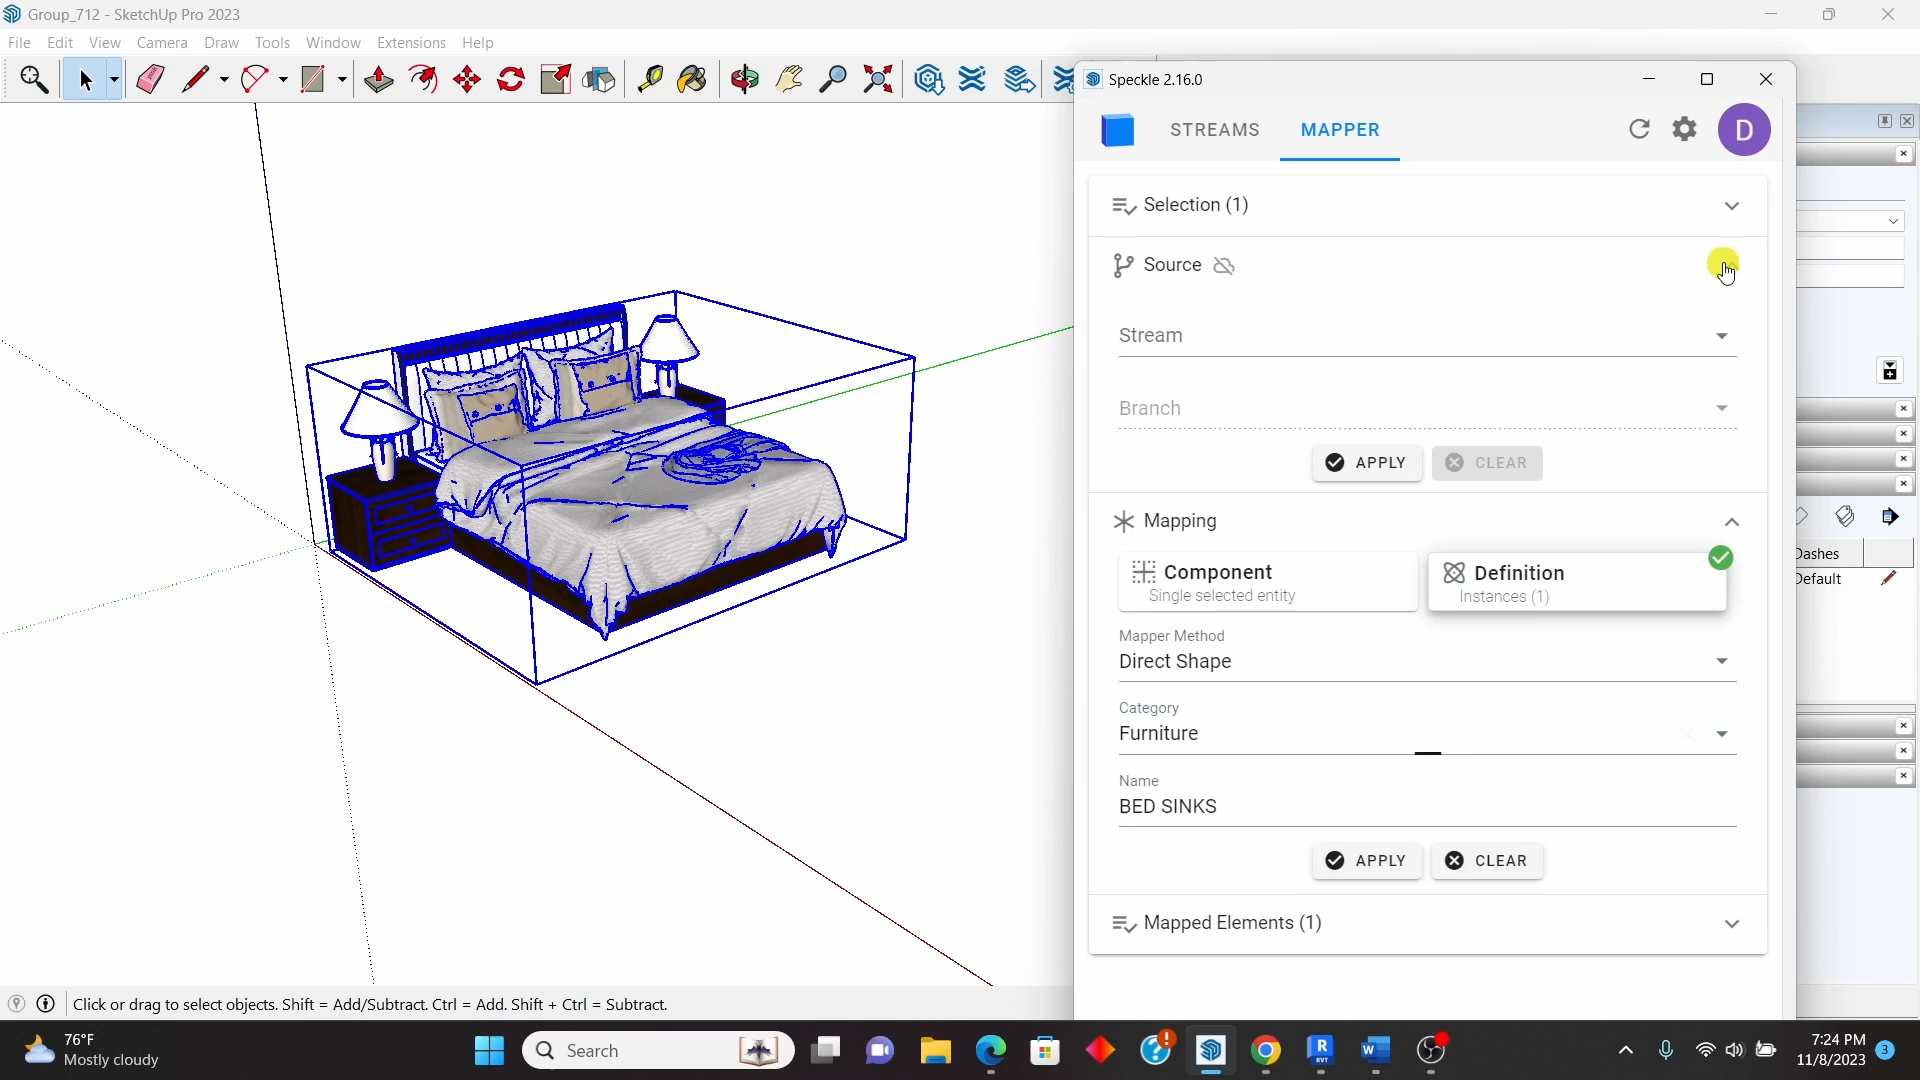 Group_712 - SketchUp Pro 2023
File Edit View Camera Draw Tools Window Extensions Help
Speckle 2.16.0
STREAMS MAPPER
D
Selection (1)
Source
Stream
Branch
APPLY CLEAR
Mapping
Component
Single selected entity
Definition
Instances (1)
Mapper Method
Direct Shape
Category
Furniture
Name
BED SINKS
APPLY CLEAR
Mapped Elements (1)
Dashes
Default
Click or drag to select objects. Shift = Add/Subtract. Ctrl = Add. Shift + Ctrl = Subtract.
76°F
Mostly cloudy
Search
R
RVT
W
7:24 PM
11/8/2023
3